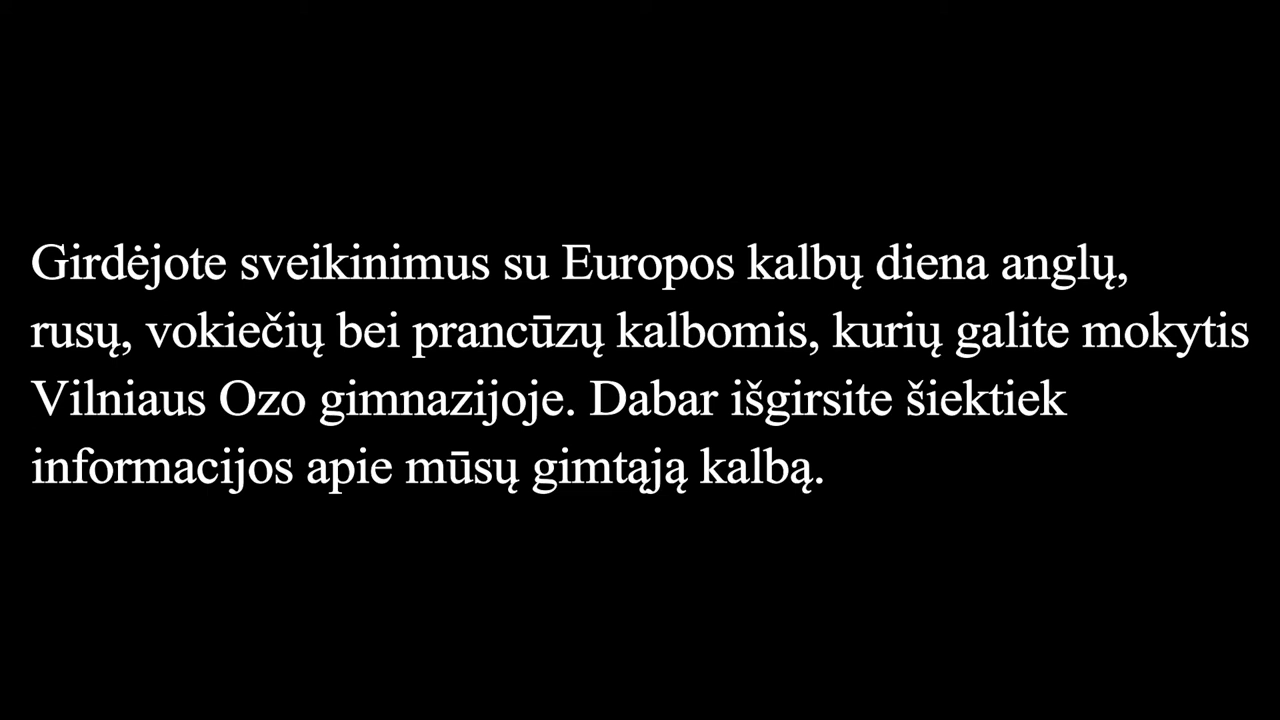 Girdėjote sveikinimus su Europos kalbų diena anglų,
rusų, vokiečių bei prancūzų kalbomis, kurių galite mokytis
Vilniaus Ozo gimnazijoje. Dabar išgirsite šiektiek
informacijos apie mūsų gimtąją kalbą.